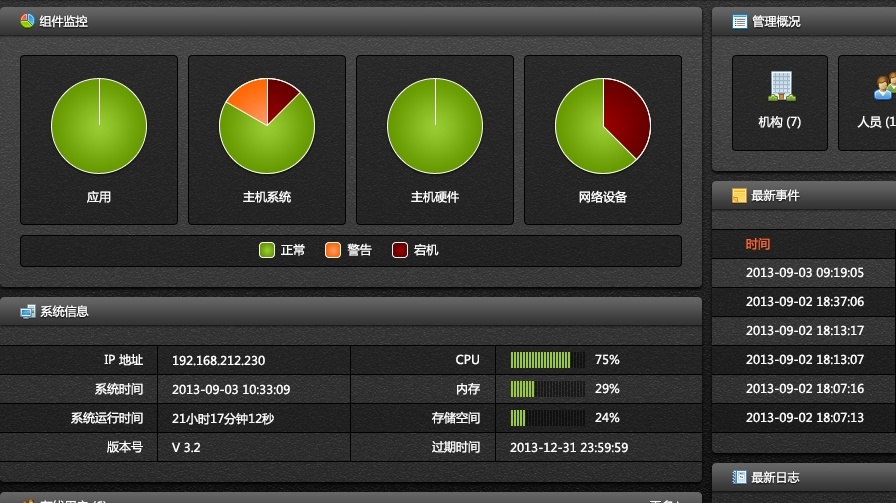 组件监控
应用
主机系统
主机硬件
网络设备
正常 警告 宕机
系统信息
IP 地址 192.168.212.230 CPU 75%
系统时间 2013-09-03 10:33:09 内存 29%
系统运行时间 21小时17分钟12秒 存储空间 24%
版本号 V 3.2 过期时间 2013-12-31 23:59:59
管理概况
机构 (7)
人员 (1
最新事件
时间
2013-09-03 09:19:05
2013-09-02 18:37:06
2013-09-02 18:13:17
2013-09-02 18:13:07
2013-09-02 18:07:16
2013-09-02 18:07:13
最新日志